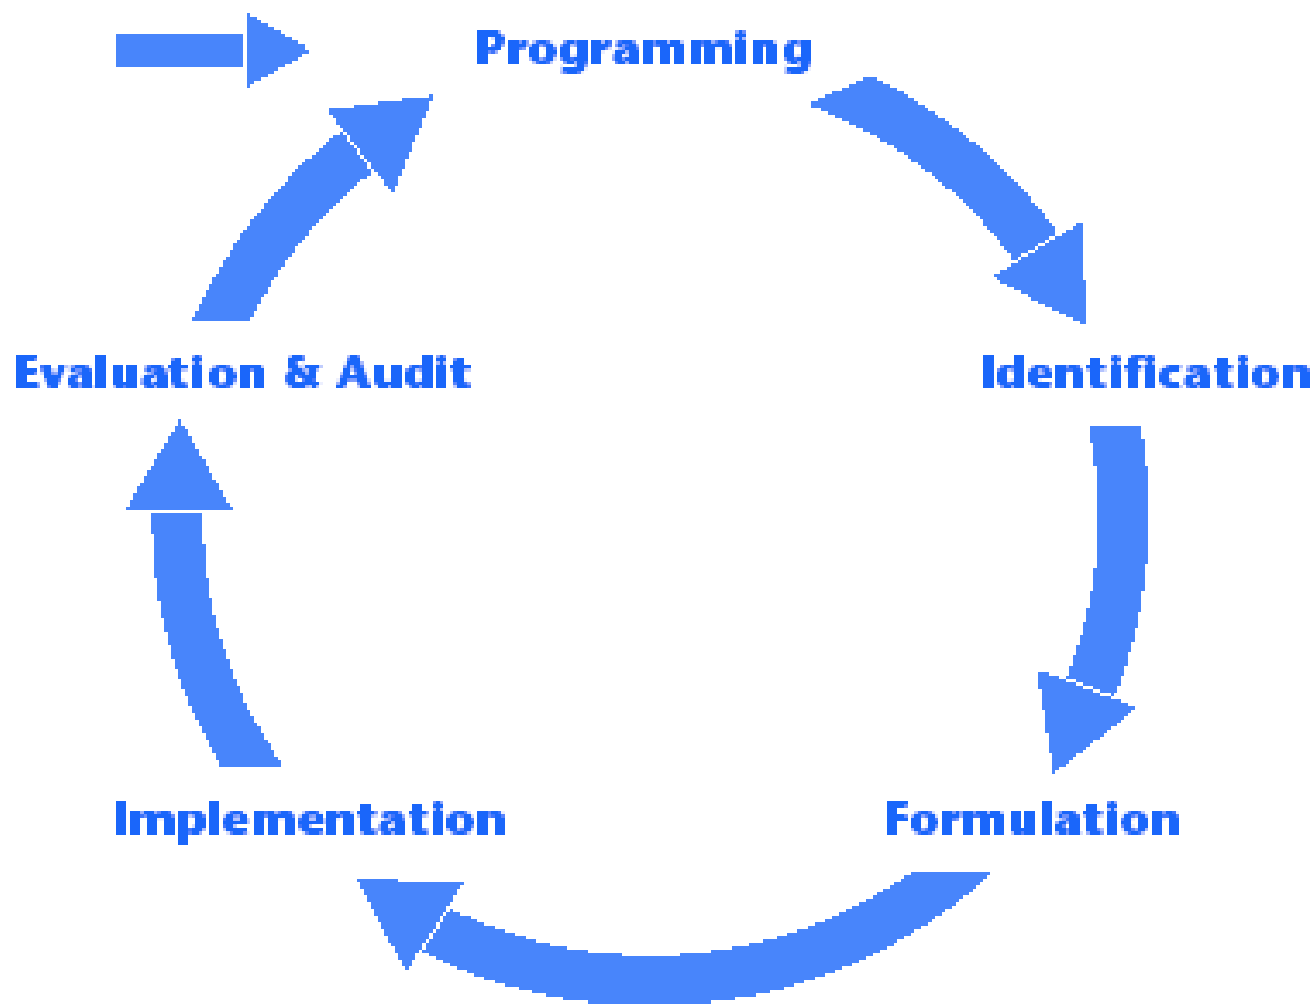 Programming
Evaluation & Audit
Identification
Implementation
Formulation